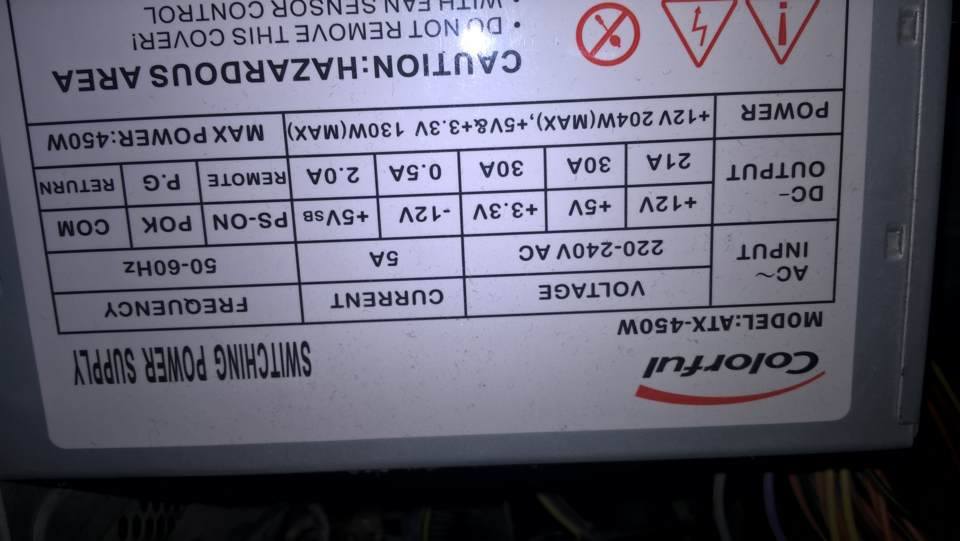 Colorful SWITCHING POWER SUPPLY
MODEL:ATX-450W
AC~ INPUT VOLTAGE CURRENT FREQUENCY
220-240V AC 5A 50-60Hz
DC⎓ OUTPUT +12V +5V +3.3V -12V +5VSB PS-ON POK COM
21A 30A 30A 0.5A 2.0A REMOTE P.G RETURN
POWER +12V 204W(MAX),+5V&+3.3V 130W(MAX) MAX POWER:450W
CAUTION:HAZARDOUS AREA
• DO NOT REMOVE THIS COVER!
• WITH FAN SENSOR CONTROL